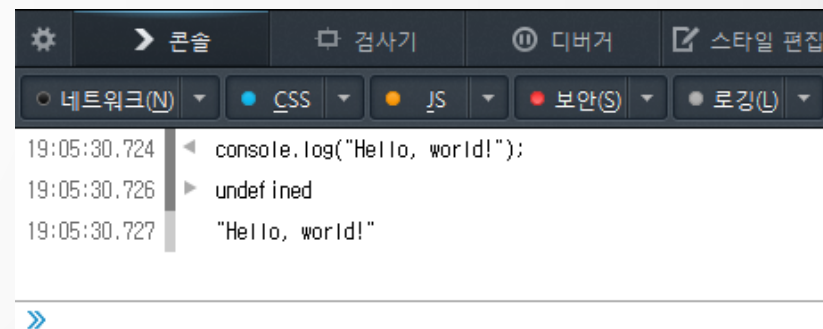 콘솔 검사기 디버거 스타일 편집
네트워크(N) CSS JS 보안(S) 로깅(L)
19:05:30.724 console.log("Hello, world!");
19:05:30.726 undefined
19:05:30.727 "Hello, world!"